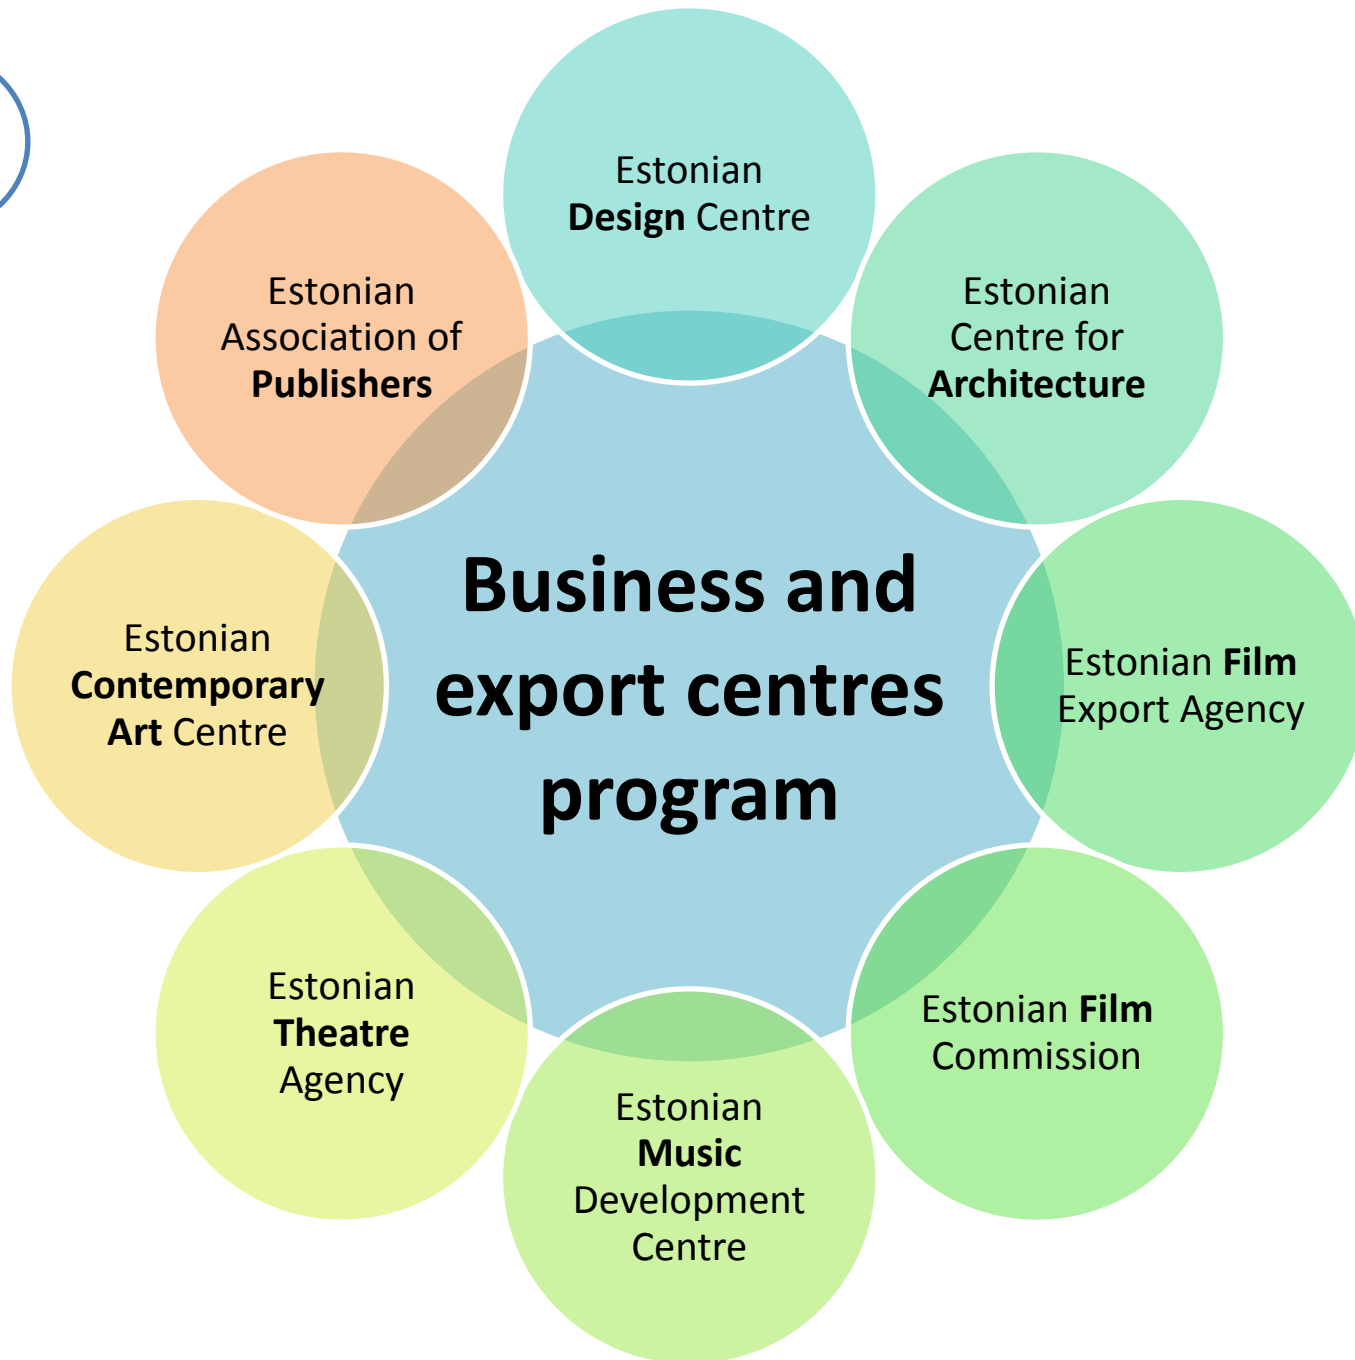 Estonian
Design Centre
Estonian
Centre for
Architecture
Estonian Film
Export Agency
Estonian Film
Commission
Estonian
Music
Development
Centre
Estonian
Theatre
Agency
Estonian
Contemporary
Art Centre
Estonian
Association of
Publishers
Business and
export centres
program